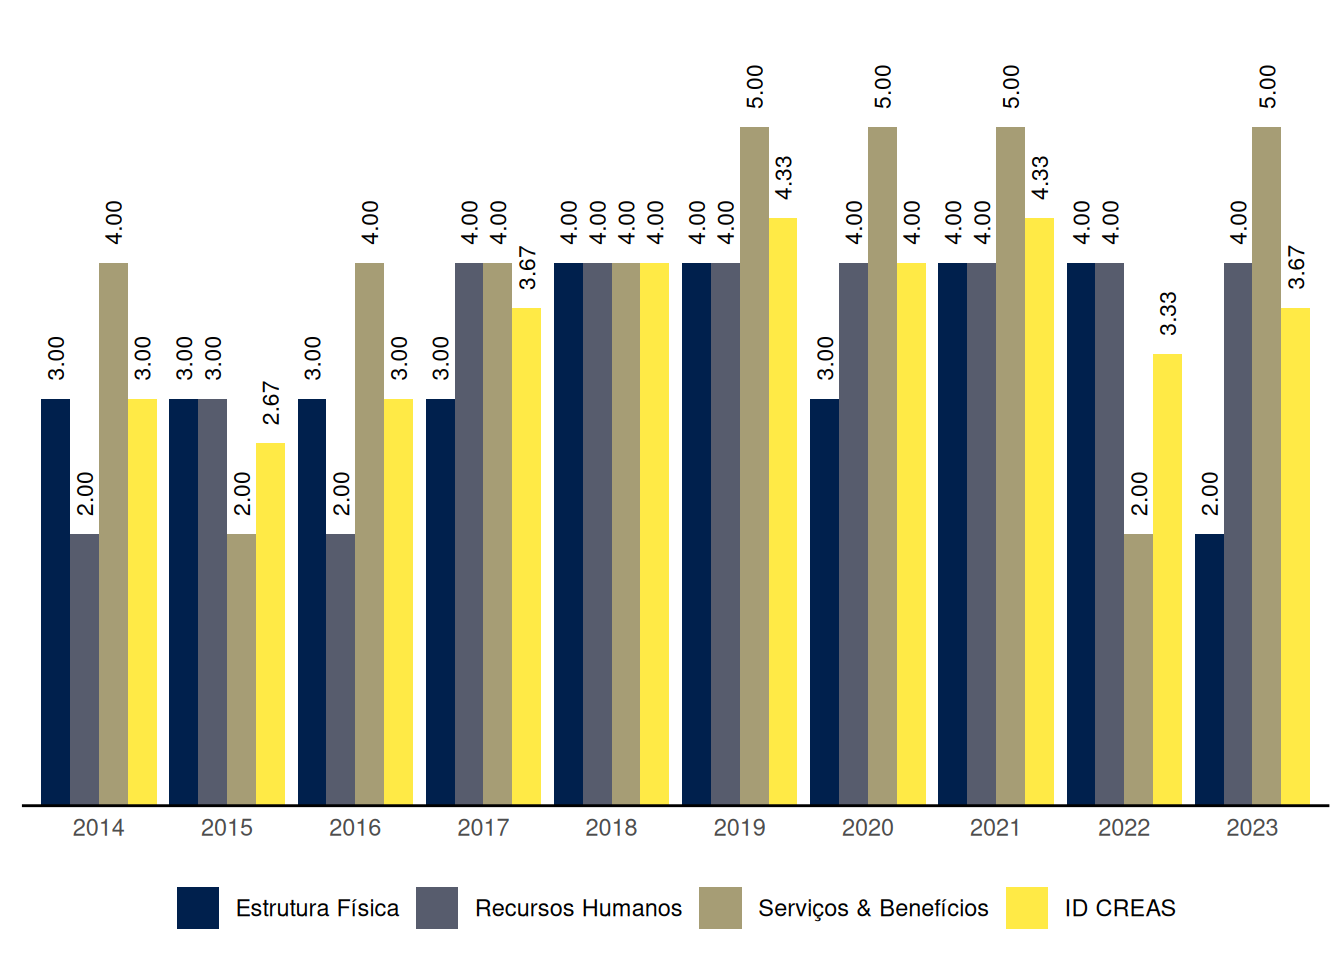 5.00 5.00 5.00 5.00
4.33 4.33
4.00 4.00 4.00 4.00 4.00 4.00 4.00 4.00 4.00 4.00 4.00 4.00 4.00 4.00 4.00 4.00 4.00
3.67 3.67
3.33
3.00 3.00 3.00 3.00 3.00 3.00 3.00 3.00
2.67
2.00 2.00 2.00 2.00 2.00
2014 2015 2016 2017 2018 2019 2020 2021 2022 2023
Estrutura Física Recursos Humanos Serviços & Benefícios ID CREAS